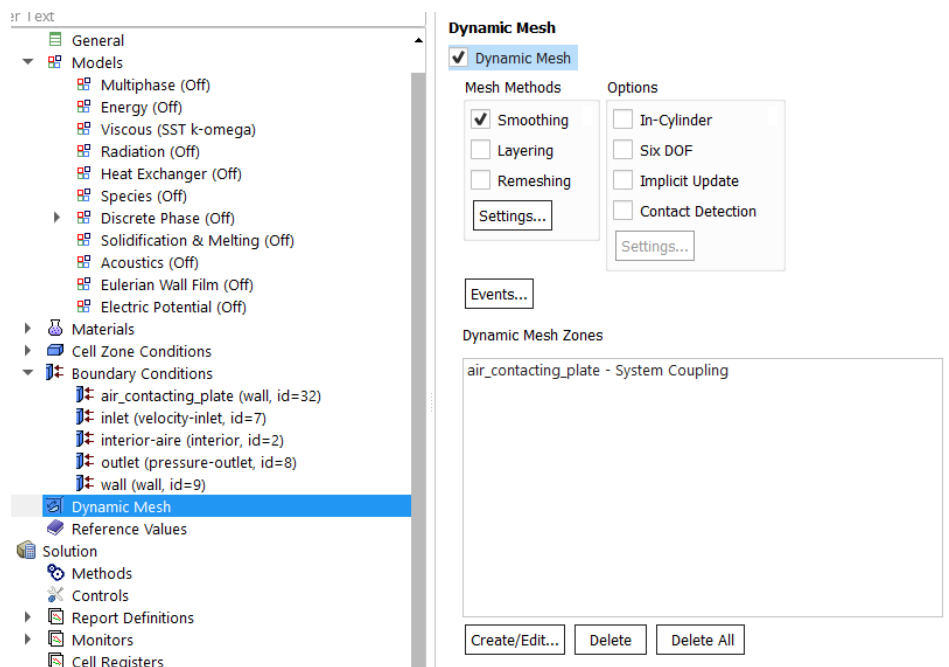 er Text
General
Models
Multiphase (Off)
Energy (Off)
Viscous (SST k-omega)
Radiation (Off)
Heat Exchanger (Off)
Species (Off)
Discrete Phase (Off)
Solidification & Melting (Off)
Acoustics (Off)
Eulerian Wall Film (Off)
Electric Potential (Off)
Materials
Cell Zone Conditions
Boundary Conditions
air_contacting_plate (wall, id=32)
inlet (velocity-inlet, id=7)
interior-aire (interior, id=2)
outlet (pressure-outlet, id=8)
wall (wall, id=9)
Dynamic Mesh
Reference Values
Solution
Methods
Controls
Report Definitions
Monitors
Cell Registers
Dynamic Mesh
Dynamic Mesh
Mesh Methods
Smoothing
Layering
Remeshing
Settings...
Options
In-Cylinder
Six DOF
Implicit Update
Contact Detection
Settings...
Events...
Dynamic Mesh Zones
air_contacting_plate - System Coupling
Create/Edit... Delete Delete All